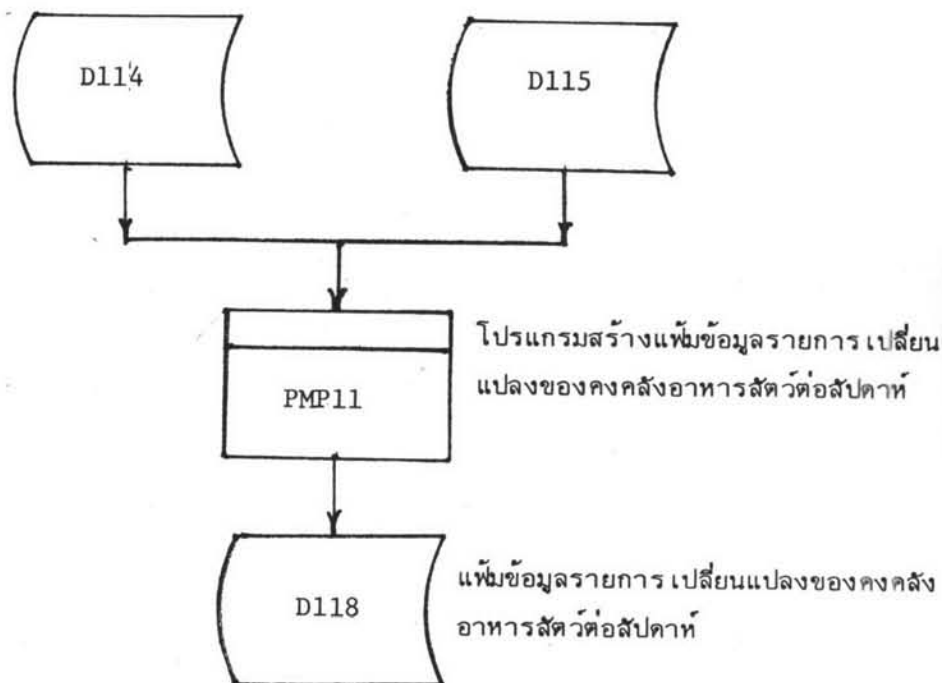 D114
D115
โปรแกรมสร้างแฟ้มข้อมูลรายการ เปลี่ยน
แปลงของคงคลังอาหารสัตว์ต่อสัปดาห์
PMP11
แฟ้มข้อมูลรายการ เปลี่ยนแปลงของคงคลัง
อาหารสัตว์ต่อสัปดาห์
D118